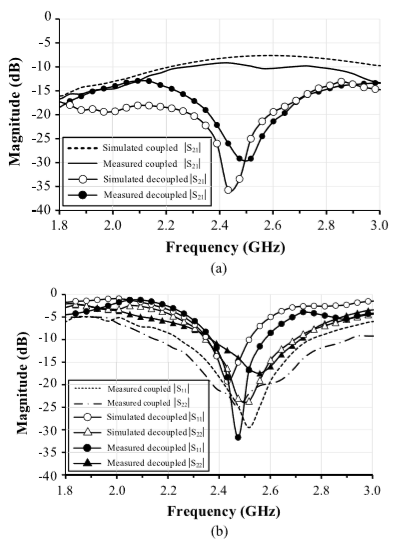 0
-5
-10
-15
-20
-25
-30
-35
-40
Magnitude (dB)
Simulated coupled |S21|
Measured coupled |S21|
Simulated decoupled |S21|
Measured decoupled |S21|
1.8 2.0 2.2 2.4 2.6 2.8 3.0
Frequency (GHz)
(a)
0
-5
-10
-15
-20
-25
-30
-35
-40
Magnitude (dB)
Measured coupled |S11|
Measured coupled |S22|
Simulated decoupled |S11|
Simulated decoupled |S22|
Measured decoupled |S11|
Measured decoupled |S22|
1.8 2.0 2.2 2.4 2.6 2.8 3.0
Frequency (GHz)
(b)